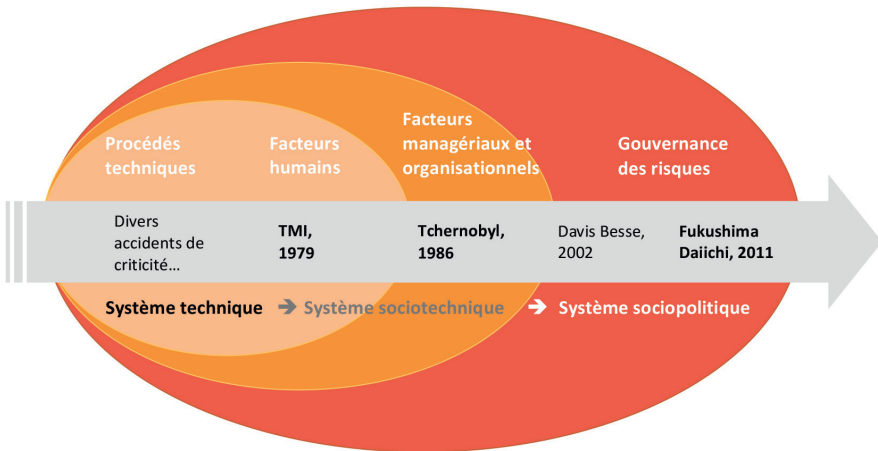 Procédés
techniques
Facteurs
humains
Facteurs
managériaux et
organisationnels
Gouvernance
des risques
Divers
accidents de
criticité…
TMI,
1979
Tchernobyl,
1986
Davis Besse,
2002
Fukushima
Daiichi, 2011
Système technique ➔ Système sociotechnique ➔ Système sociopolitique